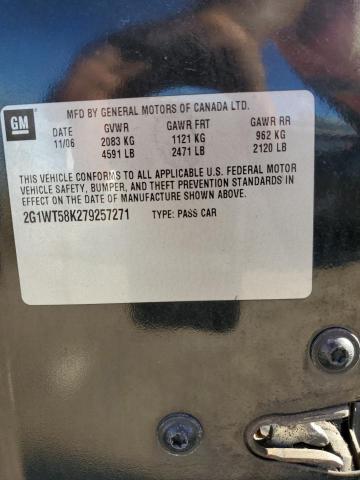 GM
MFD BY GENERAL MOTORS OF CANADA LTD.
DATE GVWR GAWR FRT GAWR RR
11/06 2083 KG 1121 KG 962 KG
4591 LB 2471 LB 2120 LB
THIS VEHICLE CONFORMS TO ALL APPLICABLE U.S. FEDERAL MOTOR
VEHICLE SAFETY, BUMPER, AND THEFT PREVENTION STANDARDS IN
EFFECT ON THE DATE OF MANUFACTURE SHOWN ABOVE.
2G1WT58K279257271 TYPE: PASS CAR